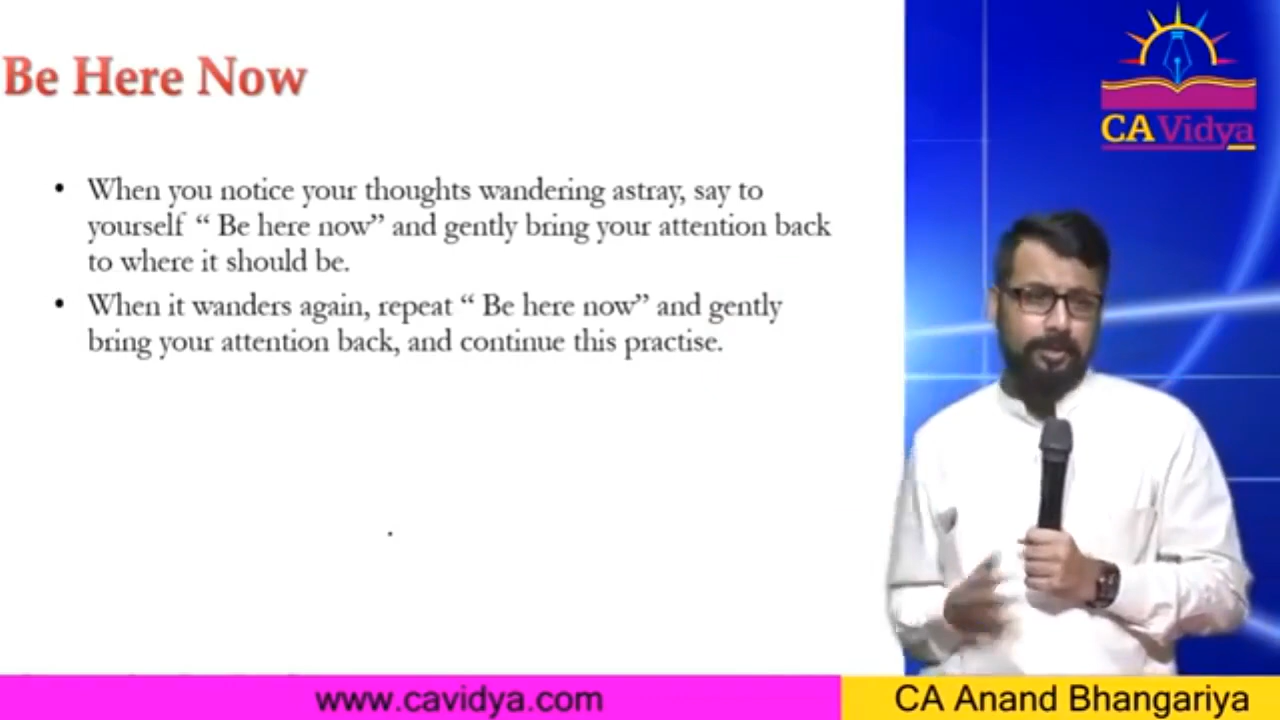 Be Here Now
• When you notice your thoughts wandering astray, say to
yourself “ Be here now” and gently bring your attention back
to where it should be.
• When it wanders again, repeat “ Be here now” and gently
bring your attention back, and continue this practise.
CA Vidya
www.cavidya.com
CA Anand Bhangariya